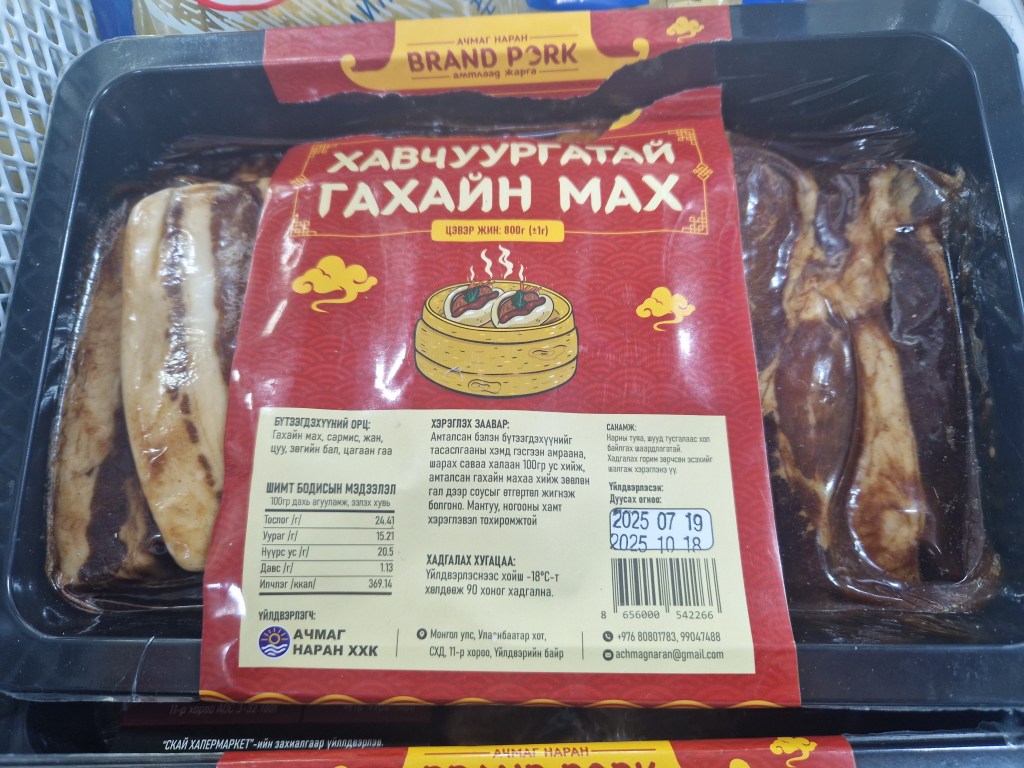 АЧМАГ НАРАН
BRAND PORK
амтлаад жарга
ХАВЧУУРГАТАЙ
ГАХАЙН МАХ
ЦЭВЭР ЖИН: 800г (±1г)
БҮТЭЭГДЭХҮҮНИЙ ОРЦ:
Гахайн мах, сармис, жан,
цуу, зөгийн бал, цагаан гаа
ШИМТ БОДИСЫН МЭДЭЭЛЭЛ
100гр дахь агууламж, эзлэх хувь
Тослог /г/ 24.41
Уураг /г/ 15.21
Нүүрс ус /г/ 20.5
Давс /г/ 1.13
Илчлэг /ккал/ 369.14
ҮЙЛДВЭРЛЭГЧ:
АЧМАГ
НАРАН ХХК
ХЭРЭГЛЭХ ЗААВАР:
Амталсан бэлэн бүтээгдэхүүнийг
тасалгааны хэмд гэсгээн амраана,
шарах саваа халаан 100гр ус хийж,
амталсан гахайн махаа хийж зөөлөн
гал дээр соусыг өтгөртөл жигнэж
болгоно. Мантуу, ногооны хамт
хэрэглэвэл тохиромжтой
ХАДГАЛАХ ХУГАЦАА:
Үйлдвэрлэснээс хойш -18°C-т
хөлдөөж 90 хоног хадгална.
Монгол улс, Улаанбаатар хот,
СХД, 11-р хороо, Үйлдвэрийн байр
САНАМЖ:
Нарны туяа, шууд тусгалаас хол
байлгах шаардлагатай.
Хадгалах горим зөрчсөн эсэхийг
шалгаж хэрэглэнэ үү.
Үйлдвэрлэсэн:
Дуусах огноо:
2025 07 19
2025 10 18
8 656000 542266
+976 80801783, 99047488
achmagnaran@gmail.com
"СКАЙ ХАПЕРМАРКЕТ"-ийн захиалгаар үйлдвэрлэв.
АЧМАГ НАРАН
BRAND PORK